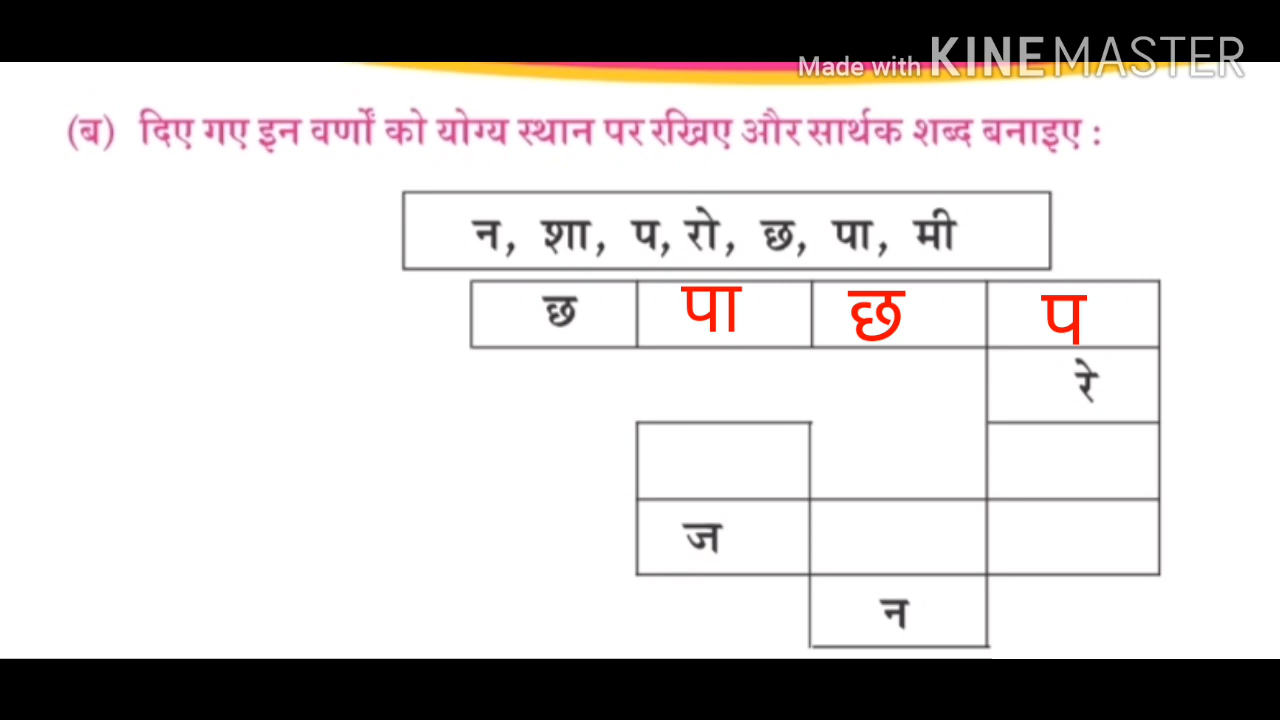 Made with KINEMASTER
(ब) दिए गए इन वर्णों को योग्य स्थान पर रखिए और सार्थक शब्द बनाइए :
न, शा, प, रो, छ, पा, मी
छ पा छ प
रे
ज
न